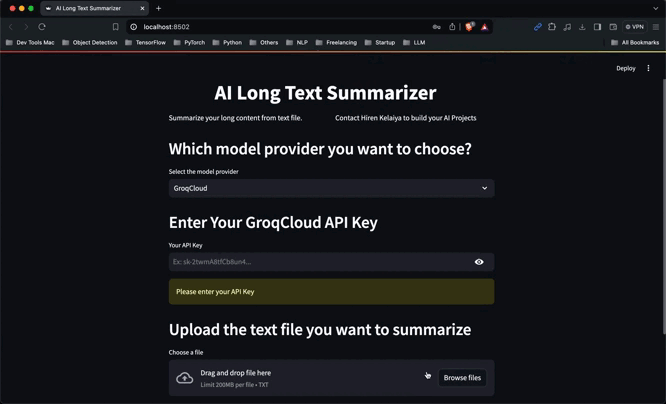 AI Long Text Summarizer
localhost:8502
VPN
Dev Tools Mac Object Detection TensorFlow PyTorch Python Others NLP Freelancing Startup LLM All Bookmarks
Deploy
AI Long Text Summarizer
Summarize your long content from text file. Contact Hiren Kelaiya to build your AI Projects
Which model provider you want to choose?
Select the model provider
GroqCloud
Enter Your GroqCloud API Key
Your API Key
Ex: sk-2twmA8tfCb8un4...
Please enter your API Key
Upload the text file you want to summarize
Choose a file
Drag and drop file here
Limit 200MB per file • TXT
Browse files